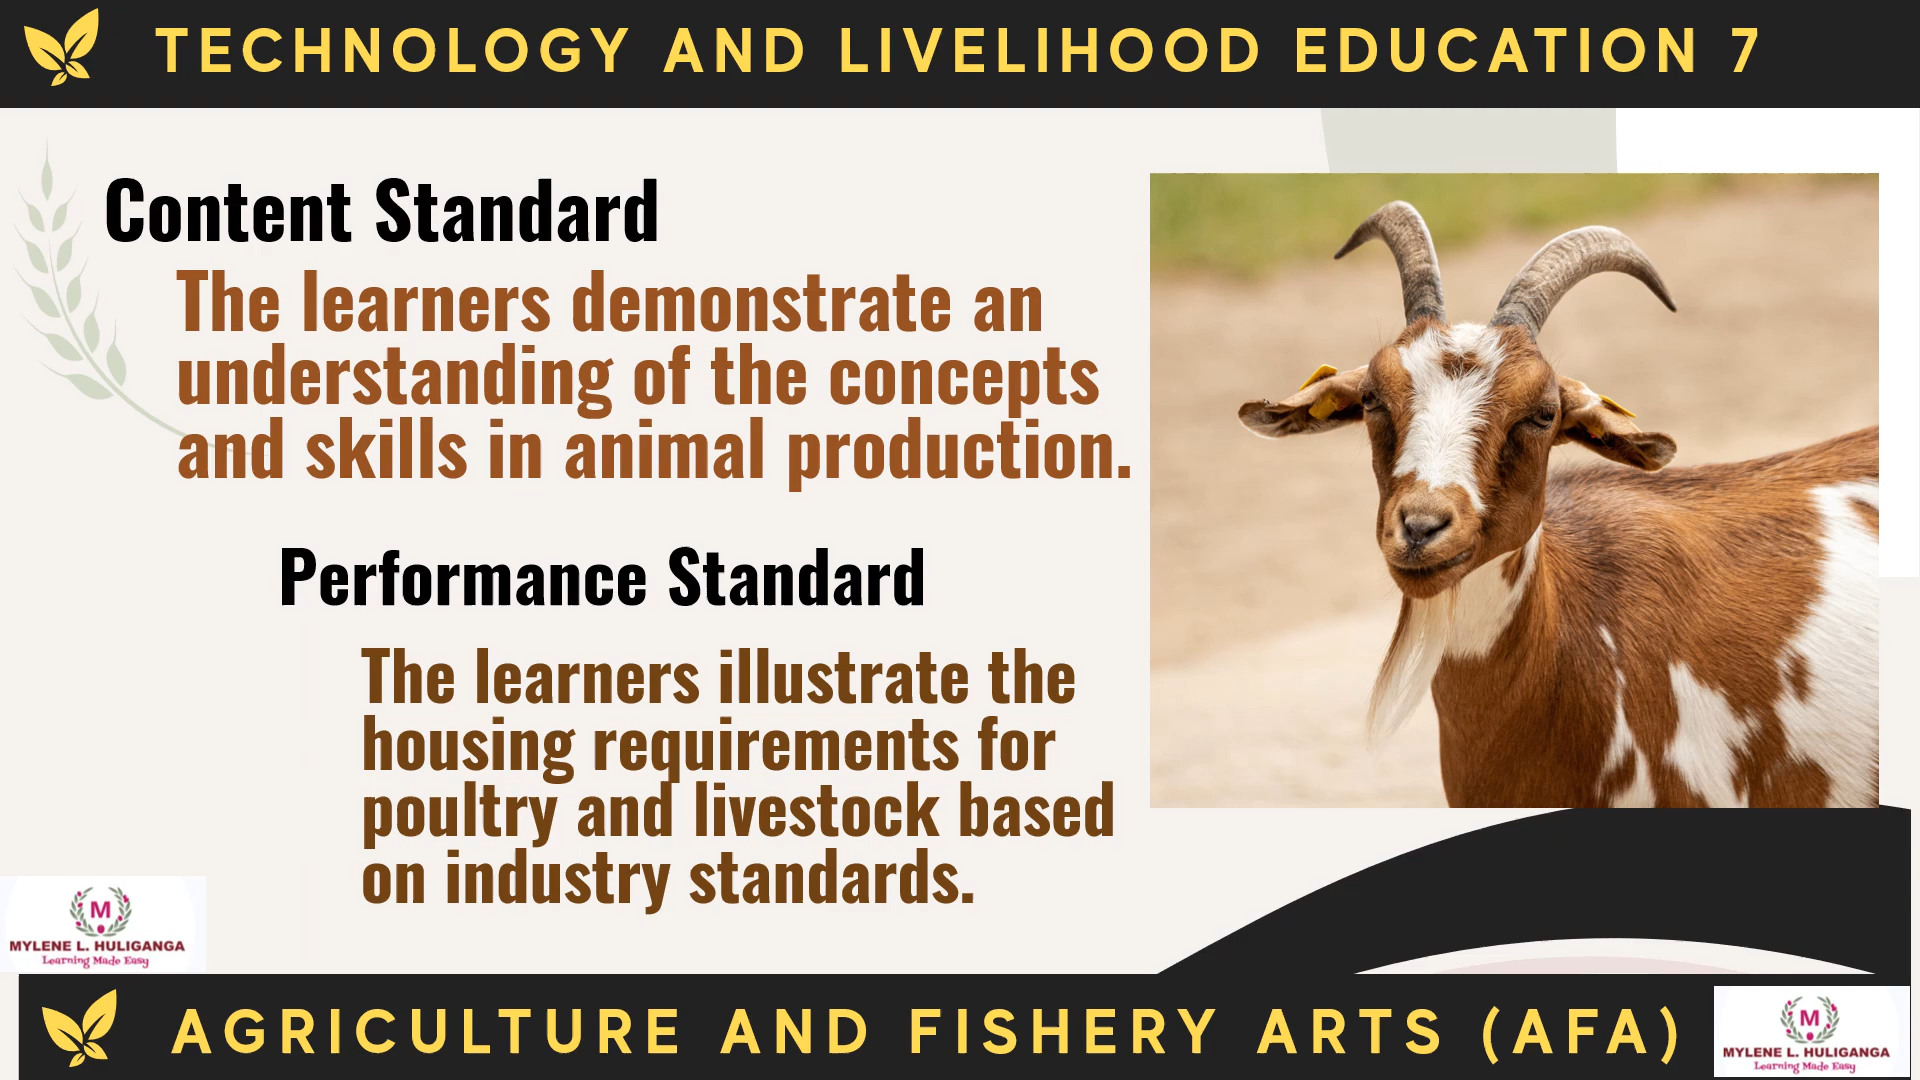 TECHNOLOGY AND LIVELIHOOD EDUCATION 7
Content Standard
The learners demonstrate an
understanding of the concepts
and skills in animal production.
Performance Standard
The learners illustrate the
housing requirements for
poultry and livestock based
on industry standards.
M
MYLENE L. HULIGANGA
Learning Made Easy
AGRICULTURE AND FISHERY ARTS (AFA)
M
MYLENE L. HULIGANGA
Learning Made Easy